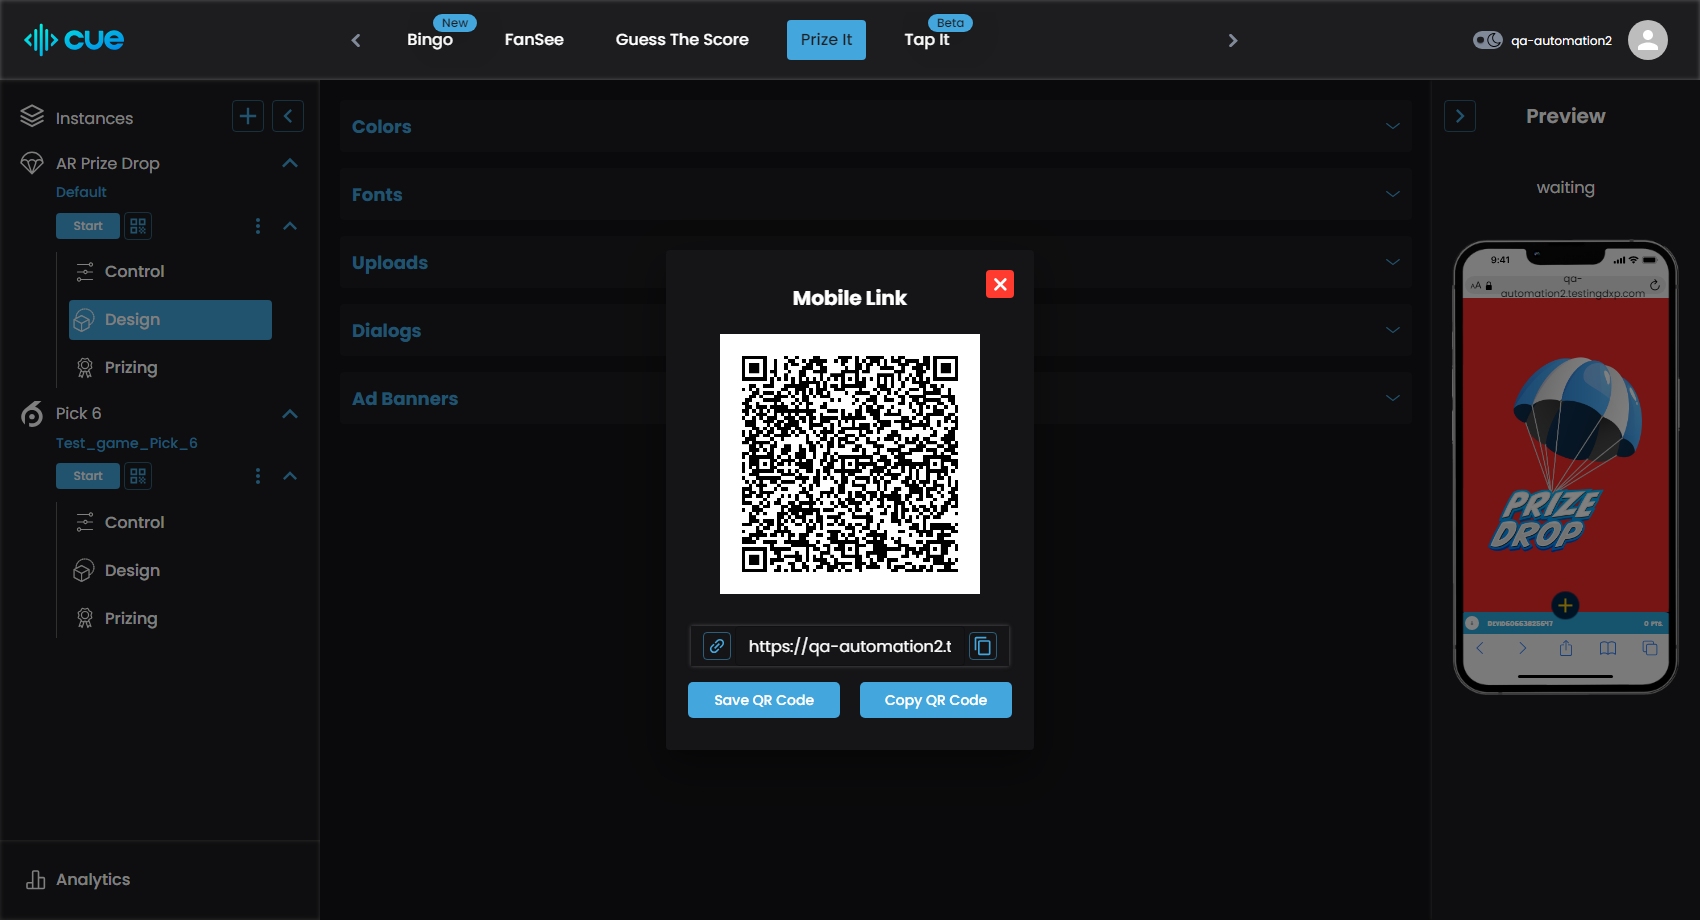 cue
Bingo
New
FanSee
Guess The Score
Prize It
Tap It
Beta
qa-automation2
Instances
AR Prize Drop
Default
Start
Control
Design
Prizing
Pick 6
Test_game_Pick_6
Start
Control
Design
Prizing
Analytics
Colors
Fonts
Uploads
Dialogs
Ad Banners
Mobile Link
https://qa-automation2.t
Save QR Code
Copy QR Code
Preview
waiting
9:41
AA
qa-
automation2.testingdxp.com
PRIZE
DROP
0 PTS.